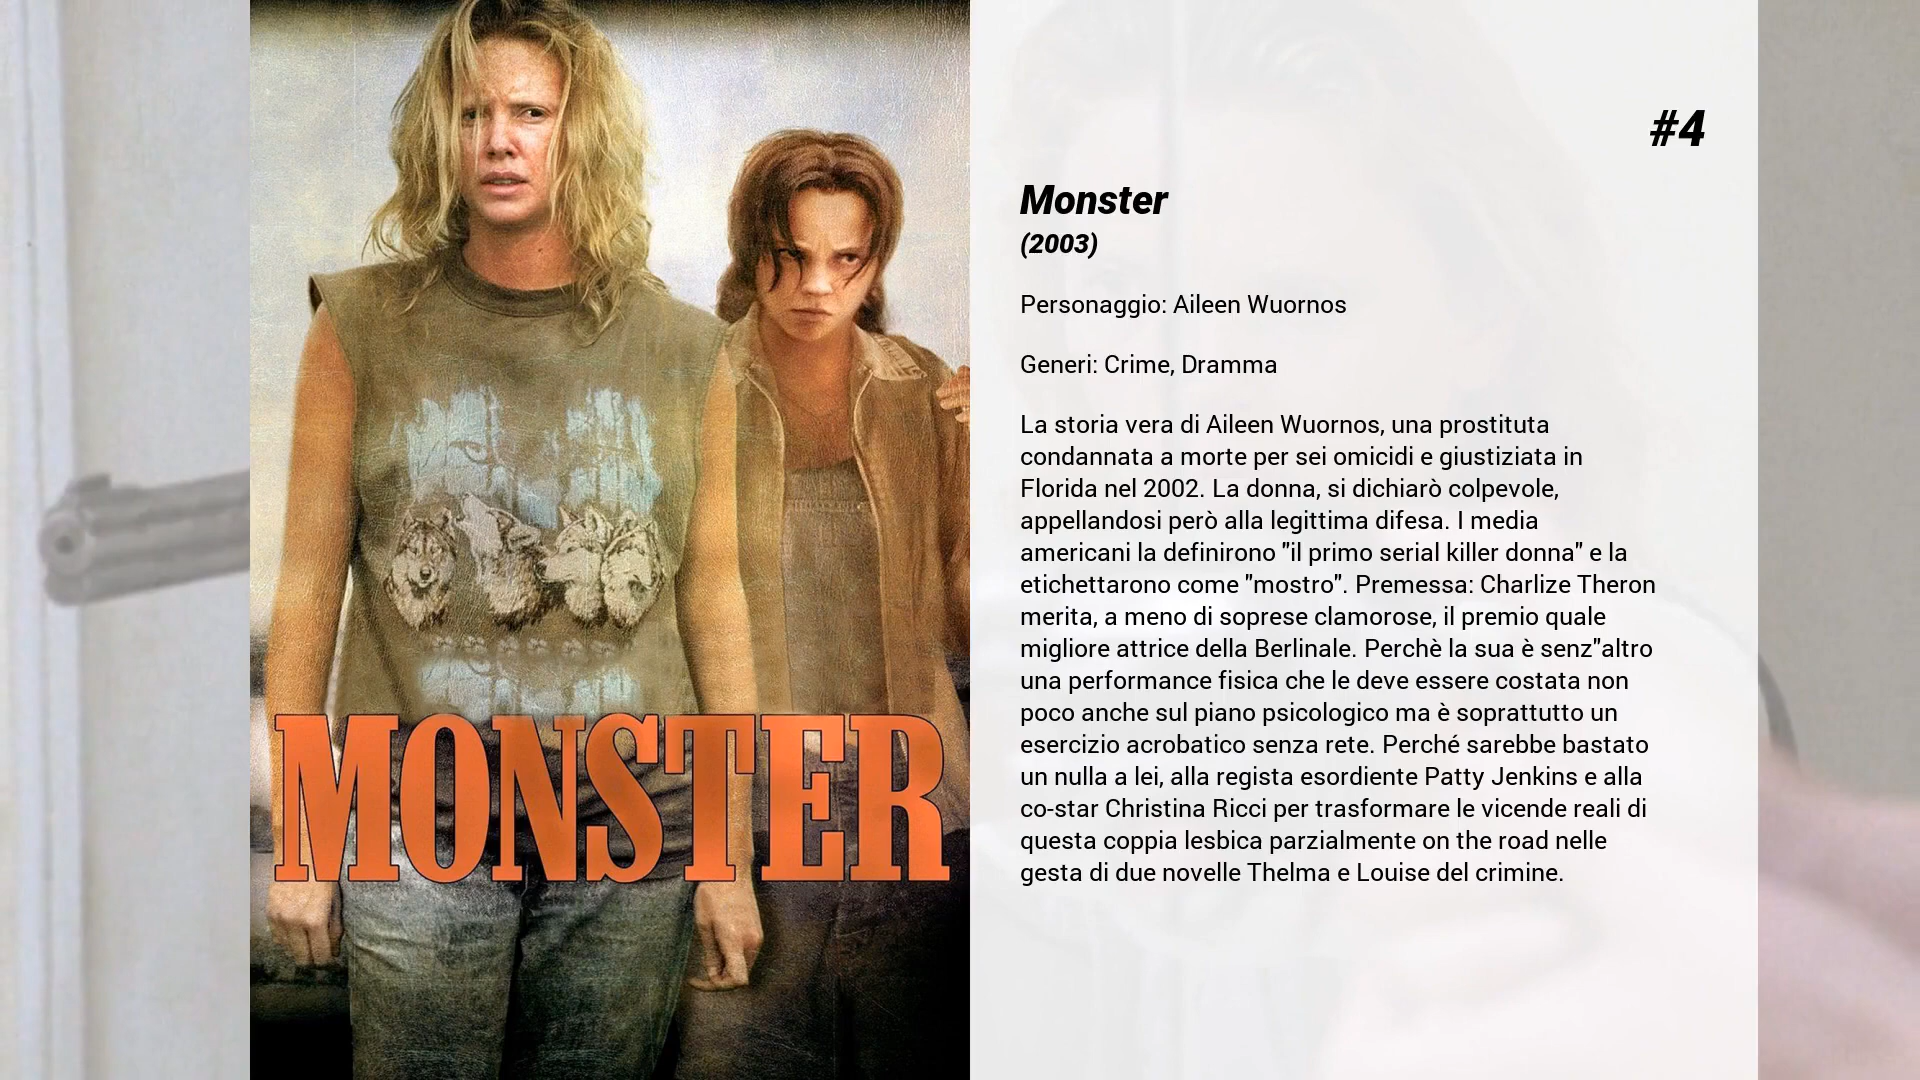 MONSTER
#4
Monster
(2003)
Personaggio: Aileen Wuornos
Generi: Crime, Dramma
La storia vera di Aileen Wuornos, una prostituta
condannata a morte per sei omicidi e giustiziata in
Florida nel 2002. La donna, si dichiarò colpevole,
appellandosi però alla legittima difesa. I media
americani la definirono "il primo serial killer donna" e la
etichettarono come "mostro". Premessa: Charlize Theron
merita, a meno di soprese clamorose, il premio quale
migliore attrice della Berlinale. Perchè la sua è senz"altro
una performance fisica che le deve essere costata non
poco anche sul piano psicologico ma è soprattutto un
esercizio acrobatico senza rete. Perché sarebbe bastato
un nulla a lei, alla regista esordiente Patty Jenkins e alla
co-star Christina Ricci per trasformare le vicende reali di
questa coppia lesbica parzialmente on the road nelle
gesta di due novelle Thelma e Louise del crimine.